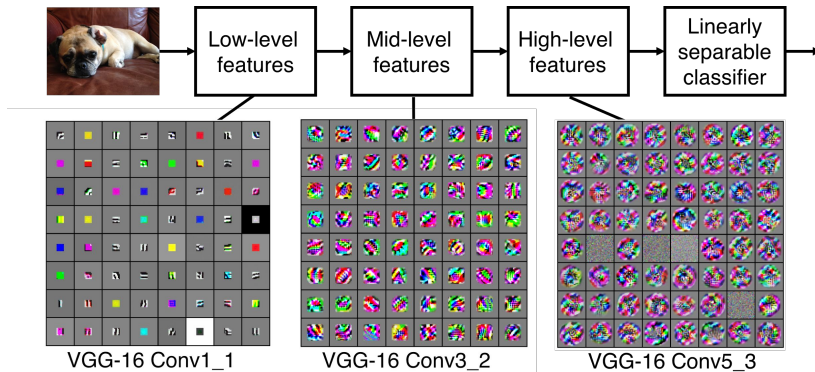 Low-level
features
Mid-level
features
High-level
features
Linearly
separable
classifier
VGG-16 Conv1_1
VGG-16 Conv3_2
VGG-16 Conv5_3